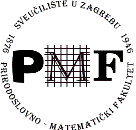 SVEUČILIŠTE U ZAGREBU
1876 1946
PMF
PRIRODOSLOVNO - MATEMATIČKI FAKULTET